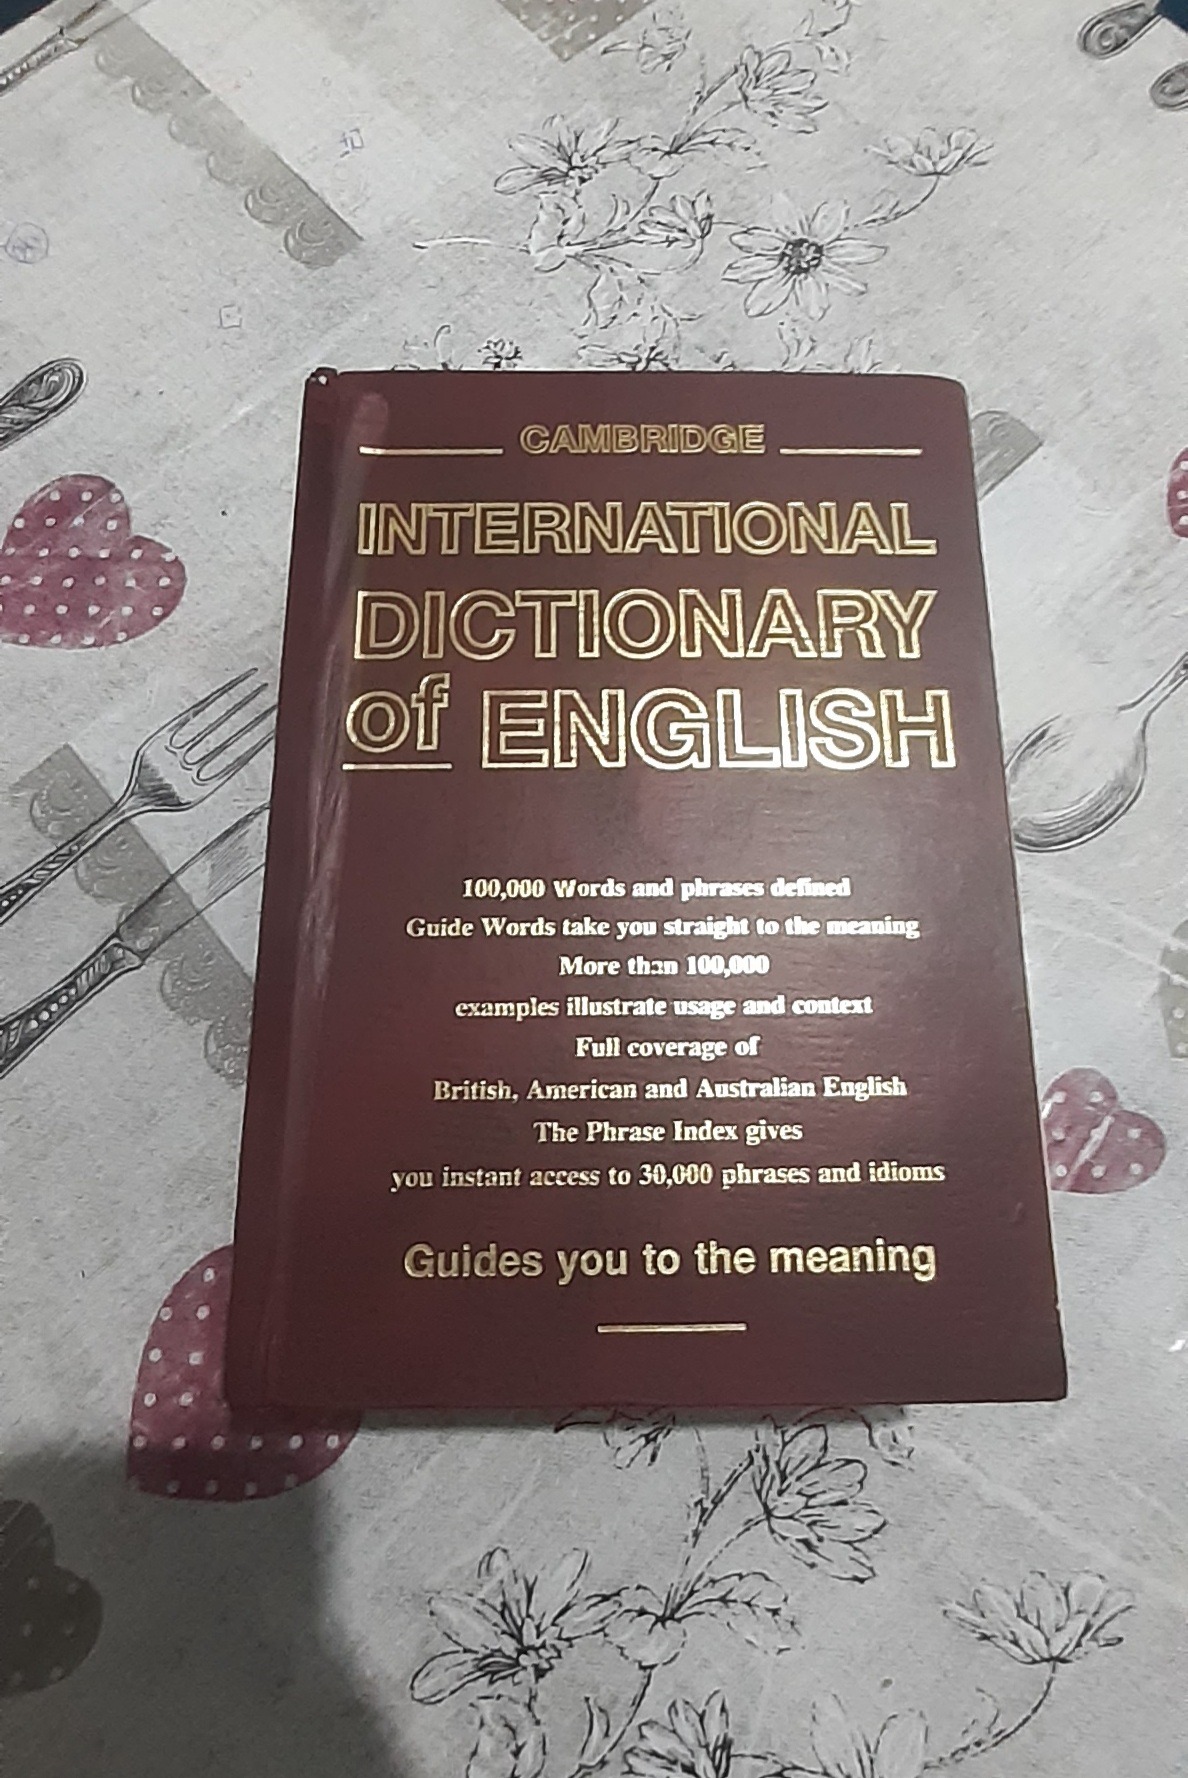 CAMBRIDGE
INTERNATIONAL
DICTIONARY
of ENGLISH
100,000 Words and phrases defined
Guide Words take you straight to the meaning
More than 100,000
examples illustrate usage and context
Full coverage of
British, American and Australian English
The Phrase Index gives
you instant access to 30,000 phrases and idioms
Guides you to the meaning